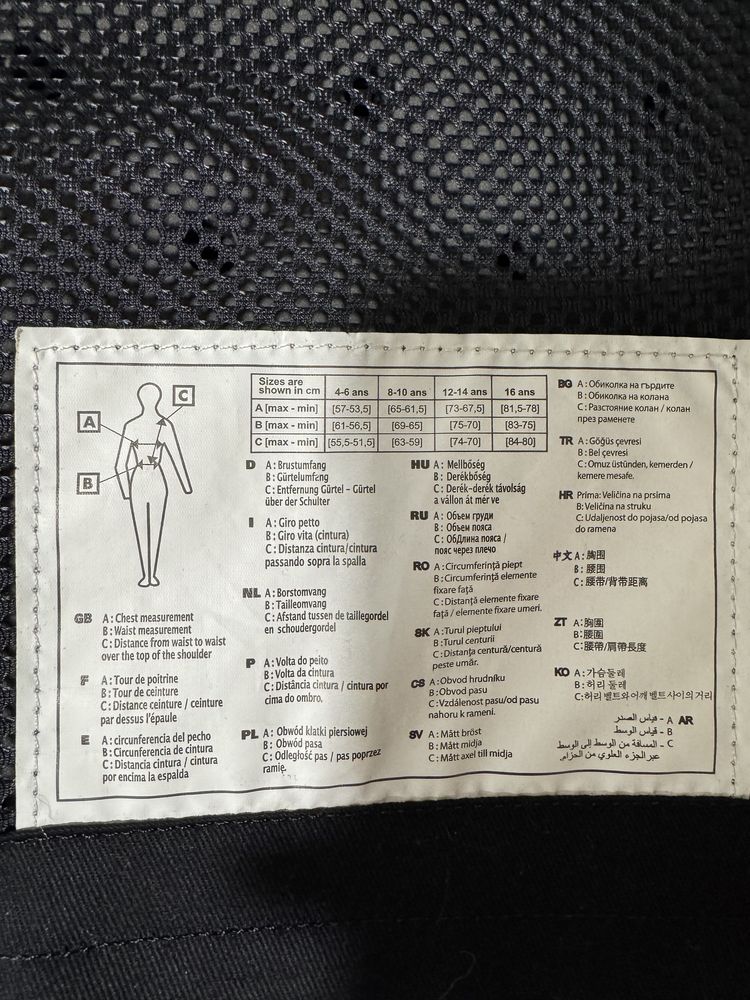 C
A
B
Sizes are
shown in cm
4-6 ans 8-10 ans 12-14 ans 16 ans
A [max - min] [57-53,5] [65-61,5] [73-67,5] [81,5-78]
B [max - min] [61-56,5] [69-65] [75-70] [83-75]
C [max - min] [55,5-51,5] [63-59] [74-70] [84-80]
GB A : Chest measurement
B : Waist measurement
C : Distance from waist to waist
over the top of the shoulder
F A : Tour de poitrine
B : Tour de ceinture
C : Distance ceinture / ceinture
par dessus l'épaule
E A : circunferencia del pecho
B : Circunferencia de cintura
C : Distancia cintura / cintura
por encima la espalda
D A : Brustumfang
B : Gürtelumfang
C : Entfernung Gürtel - Gürtel
über der Schulter
I A : Giro petto
B : Giro vita (cintura)
C : Distanza cintura/cintura
passando sopra la spalla
NL A : Borstomvang
B : Tailleomvang
C : Afstand tussen de taillegordel
en schoudergordel
P A : Volta do peito
B : Volta da cintura
C : Distância cintura / cintura por
cima do ombro.
PL A : Obwód klatki piersiowej
B : Obwód pasa
C : Odległość pas / pas poprzez
ramię.
HU A : Mellbőség
B : Derékbőség
C : Derék-derék távolság
a vállon át mér ve
RU A : Объем груди
B : Объем пояса
C : ОбДлина пояса /
пояс через плечо
RO A : Circumferinţă piept
B : Circumferinţă elemente
fixare faţă
C : Distanţă elemente fixare
faţă / elemente fixare umeri.
SK A : Turul pieptului
B : Turul centurii
C : Distanţa centură/centură
peste umăr.
CS A : Obvod hrudníku
B : Obvod pasu
C : Vzdálenost pasu/od pasu
nahoru k rameni.
SV A : Mått bröst
B : Mått midja
C : Mått axel till midja
BG A : Обиколка на гърдите
B : Обиколка на колана
C : Разстояние колан / колан
през раменете
TR A : Göğüs çevresi
B : Bel çevresi
C : Omuz üstünden, kemerden /
kemere mesafe.
HR Prima: Veličina na prsima
B: Veličina na struku
C : Udaljenost do pojasa/od pojasa
do ramena
中文 A : 胸围
B : 腰围
C : 腰带/背带距离
ZT A: 胸圍
B: 腰圍
C: 腰帶/肩帶長度
KO A : 가슴둘레
B : 허리 둘레
C: 허리 벨트와 어깨 벨트 사이의 거리
AR A - قياس الصدر
B - قياس الوسط
C - المسافة من الوسط إلى الوسط
عبر الجزء العلوي من الحزام.